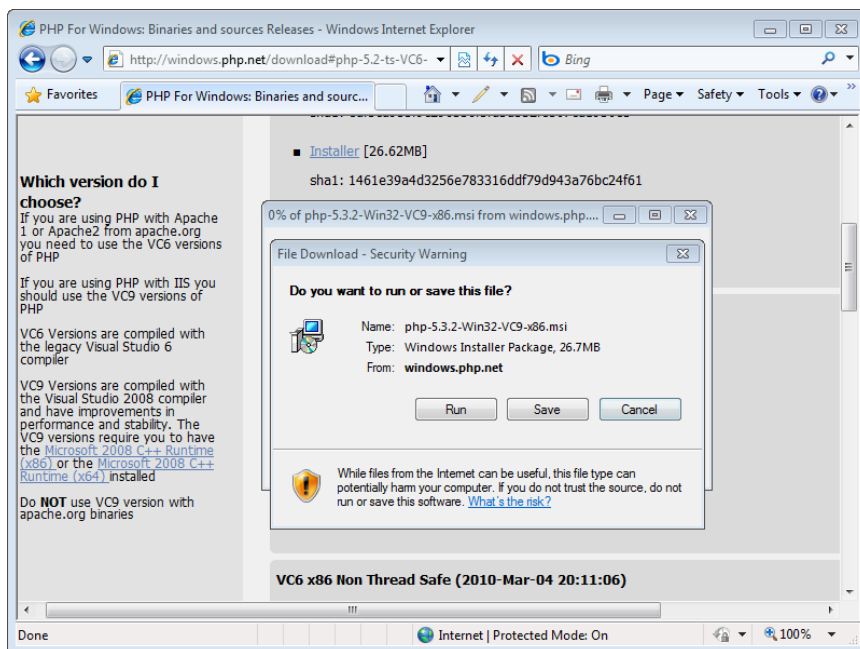 PHP For Windows: Binaries and sources Releases - Windows Internet Explorer
http://windows.php.net/download#php-5.2-ts-VC6-
Bing
Favorites
PHP For Windows: Binaries and sourc...
Page
Safety
Tools
Installer [26.62MB]
sha1: 1461e39a4d3256e783316ddf79d943a76bc24f61
Which version do I
choose?
If you are using PHP with Apache
1 or Apache2 from apache.org
you need to use the VC6 versions
of PHP
If you are using PHP with IIS you
should use the VC9 versions of
PHP
VC6 Versions are compiled with
the legacy Visual Studio 6
compiler
VC9 Versions are compiled with
the Visual Studio 2008 compiler
and have improvements in
performance and stability. The
VC9 versions require you to have
the Microsoft 2008 C++ Runtime
(x86) or the Microsoft 2008 C++
Runtime (x64) installed
Do NOT use VC9 version with
apache.org binaries
0% of php-5.3.2-Win32-VC9-x86.msi from windows.php....
File Download - Security Warning
Do you want to run or save this file?
Name: php-5.3.2-Win32-VC9-x86.msi
Type: Windows Installer Package, 26.7MB
From: windows.php.net
Run
Save
Cancel
While files from the Internet can be useful, this file type can
potentially harm your computer. If you do not trust the source, do not
run or save this software. What's the risk?
VC6 x86 Non Thread Safe (2010-Mar-04 20:11:06)
Done
Internet | Protected Mode: On
100%